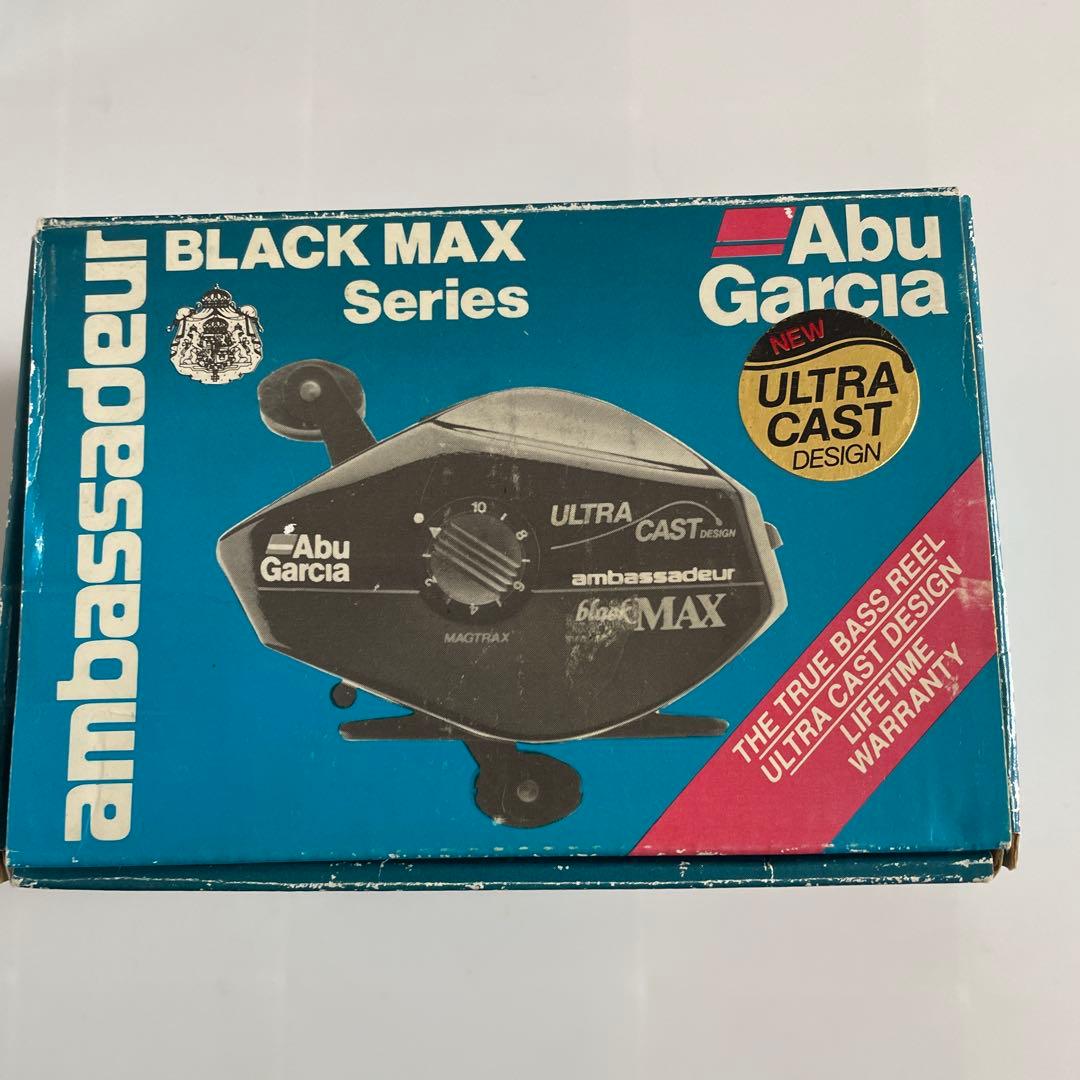 ambassadeur
BLACK MAX
Series
Abu
Garcia
NEW
ULTRA
CAST
DESIGN
Abu
Garcia
10
8
6
4
2
MAGTRAX
ULTRA
CAST DESIGN
ambassadeur
black MAX
THE TRUE BASS REEL
ULTRA CAST DESIGN
LIFETIME
WARRANTY